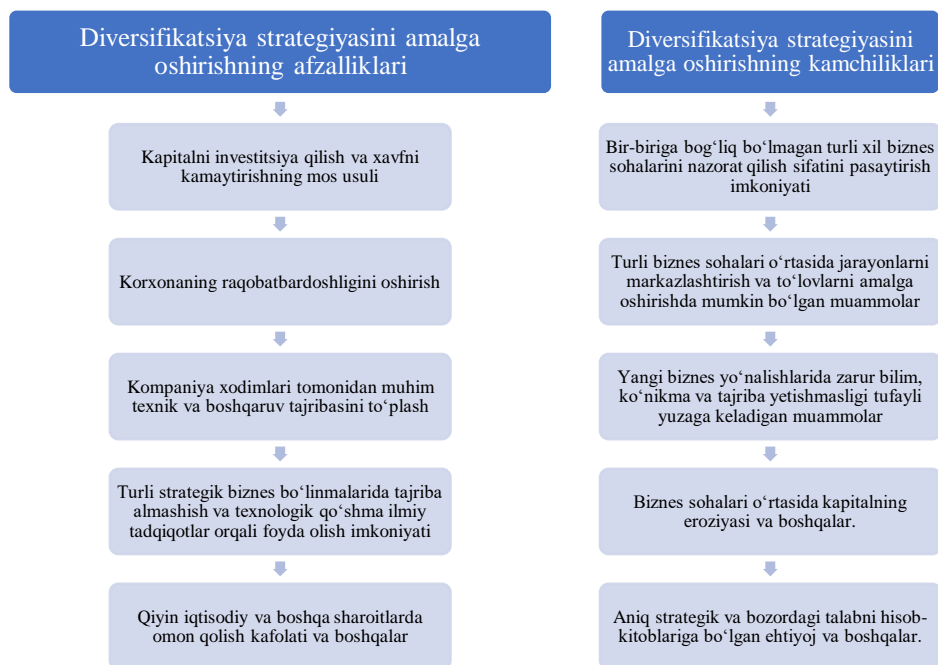 Diversifikatsiya strategiyasini amalga
oshirishning afzalliklari
Kapitalni investitsiya qilish va xavfni
kamaytirishning mos usuli
Korxonaning raqobatbardoshligini oshirish
Kompaniya xodimlari tomonidan muhim
texnik va boshqaruv tajribasini to‘plash
Turli strategik biznes bo‘linmalarida tajriba
almashish va texnologik qo‘shma ilmiy
tadqiqotlar orqali foyda olish imkoniyati
Qiyin iqtisodiy va boshqa sharoitlarda
omon qolish kafolati va boshqalar
Diversifikatsiya strategiyasini
amalga oshirishning kamchiliklari
Bir-biriga bog‘liq bo‘lmagan turli xil biznes
sohalarini nazorat qilish sifatini pasaytirish
imkoniyati
Turli biznes sohalari o‘rtasida jarayonlarni
markazlashtirish va to‘lovlarni amalga
oshirishda mumkin bo‘lgan muammolar
Yangi biznes yo‘nalishlarida zarur bilim,
ko‘nikma va tajriba yetishmasligi tufayli
yuzaga keladigan muammolar
Biznes sohalari o‘rtasida kapitalning
eroziyasi va boshqalar.
Aniq strategik va bozordagi talabni hisob-
kitoblariga bo‘lgan ehtiyoj va boshqalar.